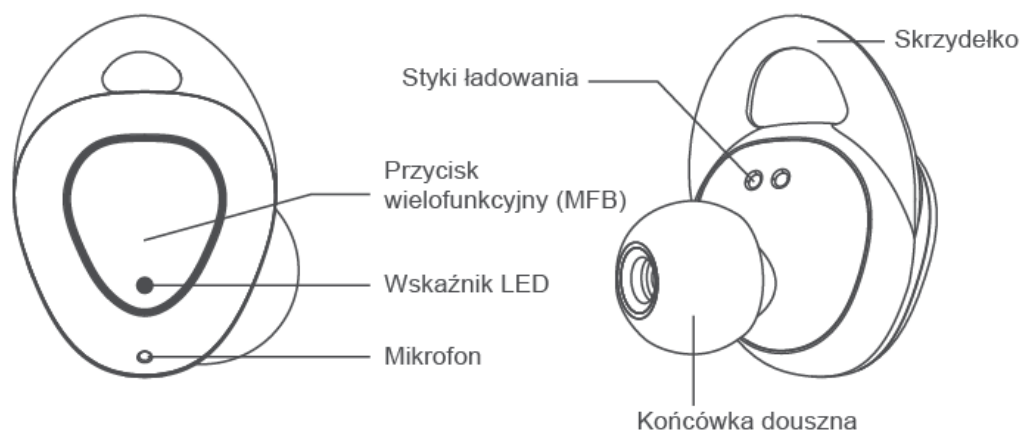 Skrzydełko
Styki ładowania
Przycisk
wielofunkcyjny (MFB)
Wskaźnik LED
Mikrofon
Końcówka douszna